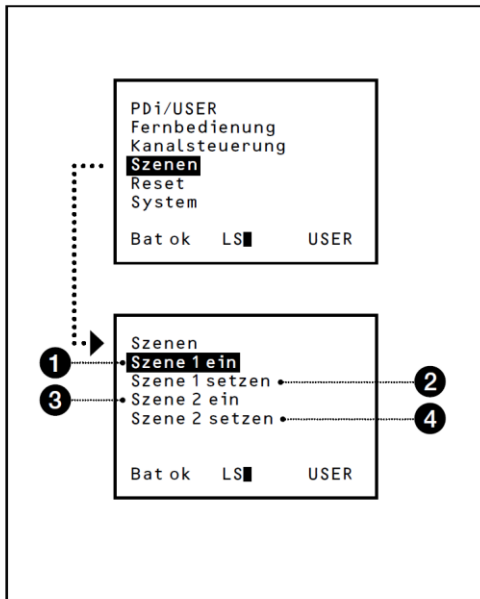 PDi/USER
Fernbedienung
Kanalsteuerung
Szenen
Reset
System
Bat ok LS USER
Szenen
1 Szene 1 ein
Szene 1 setzen 2
3 Szene 2 ein
Szene 2 setzen 4
Bat ok LS USER